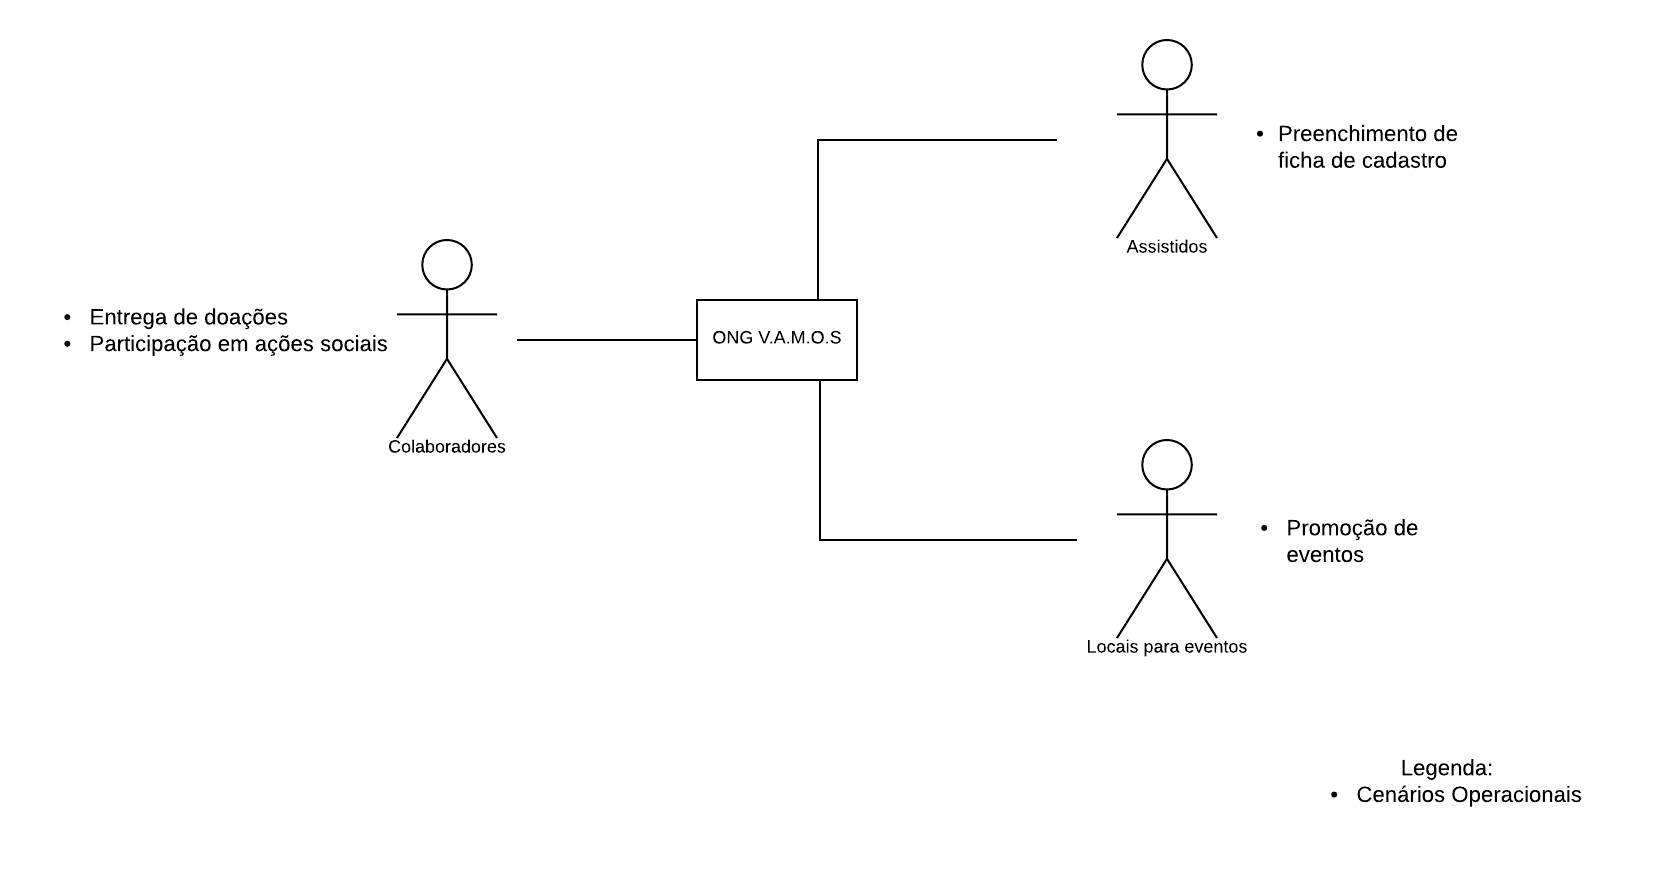 • Preenchimento de
ficha de cadastro
Assistidos
• Entrega de doações
• Participação em ações sociais
Colaboradores
ONG V.A.M.O.S
• Promoção de
eventos
Locais para eventos
Legenda:
• Cenários Operacionais